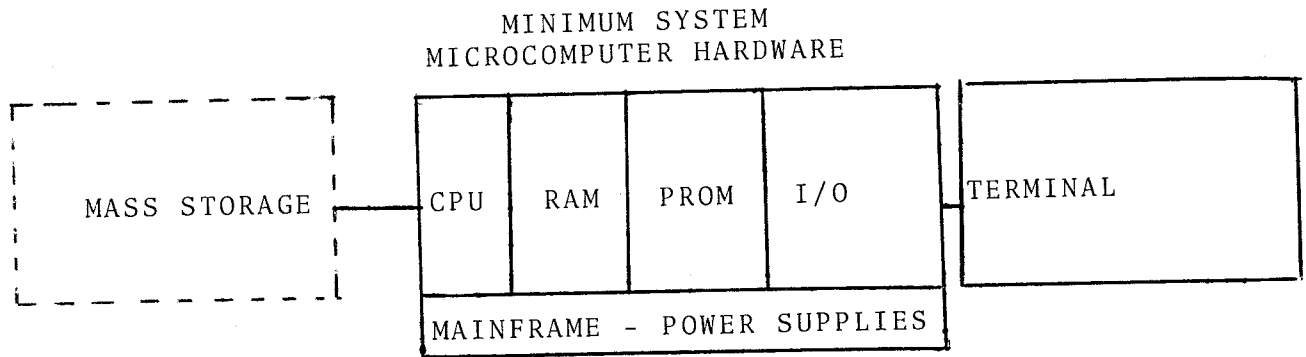 MINIMUM SYSTEM
MICROCOMPUTER HARDWARE
MASS STORAGE
CPU
RAM
PROM
I/O
TERMINAL
MAINFRAME - POWER SUPPLIES